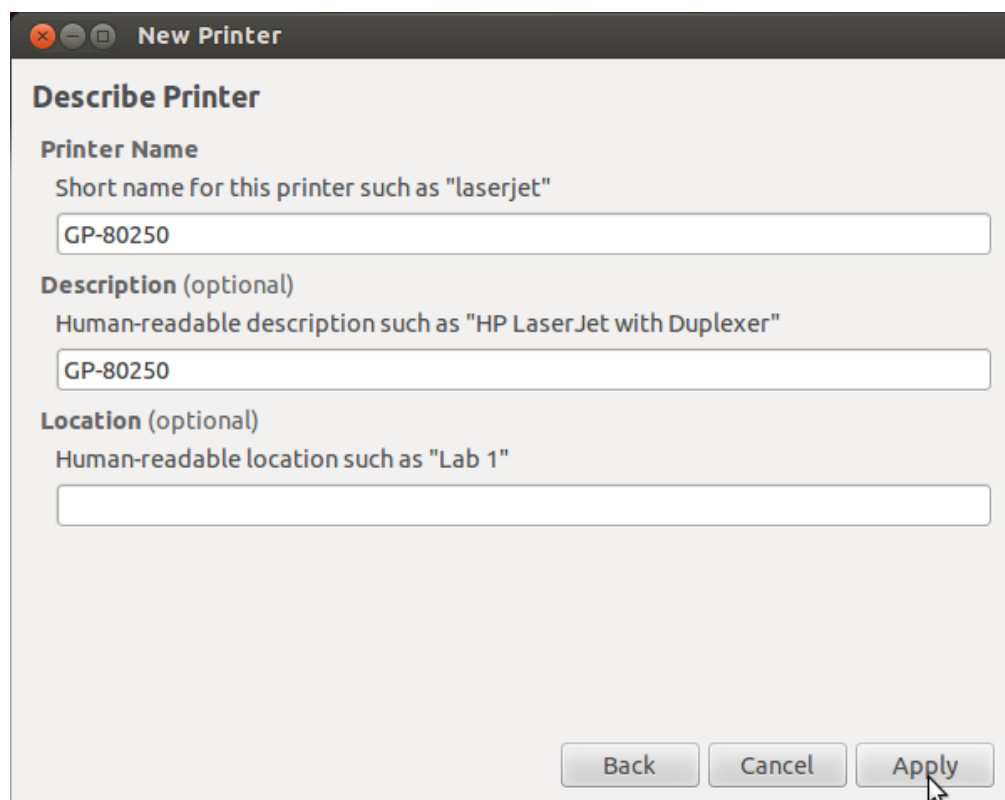 New Printer
Describe Printer
Printer Name
Short name for this printer such as "laserjet"
GP-80250
Description (optional)
Human-readable description such as "HP LaserJet with Duplexer"
GP-80250
Location (optional)
Human-readable location such as "Lab 1"
Back Cancel Apply